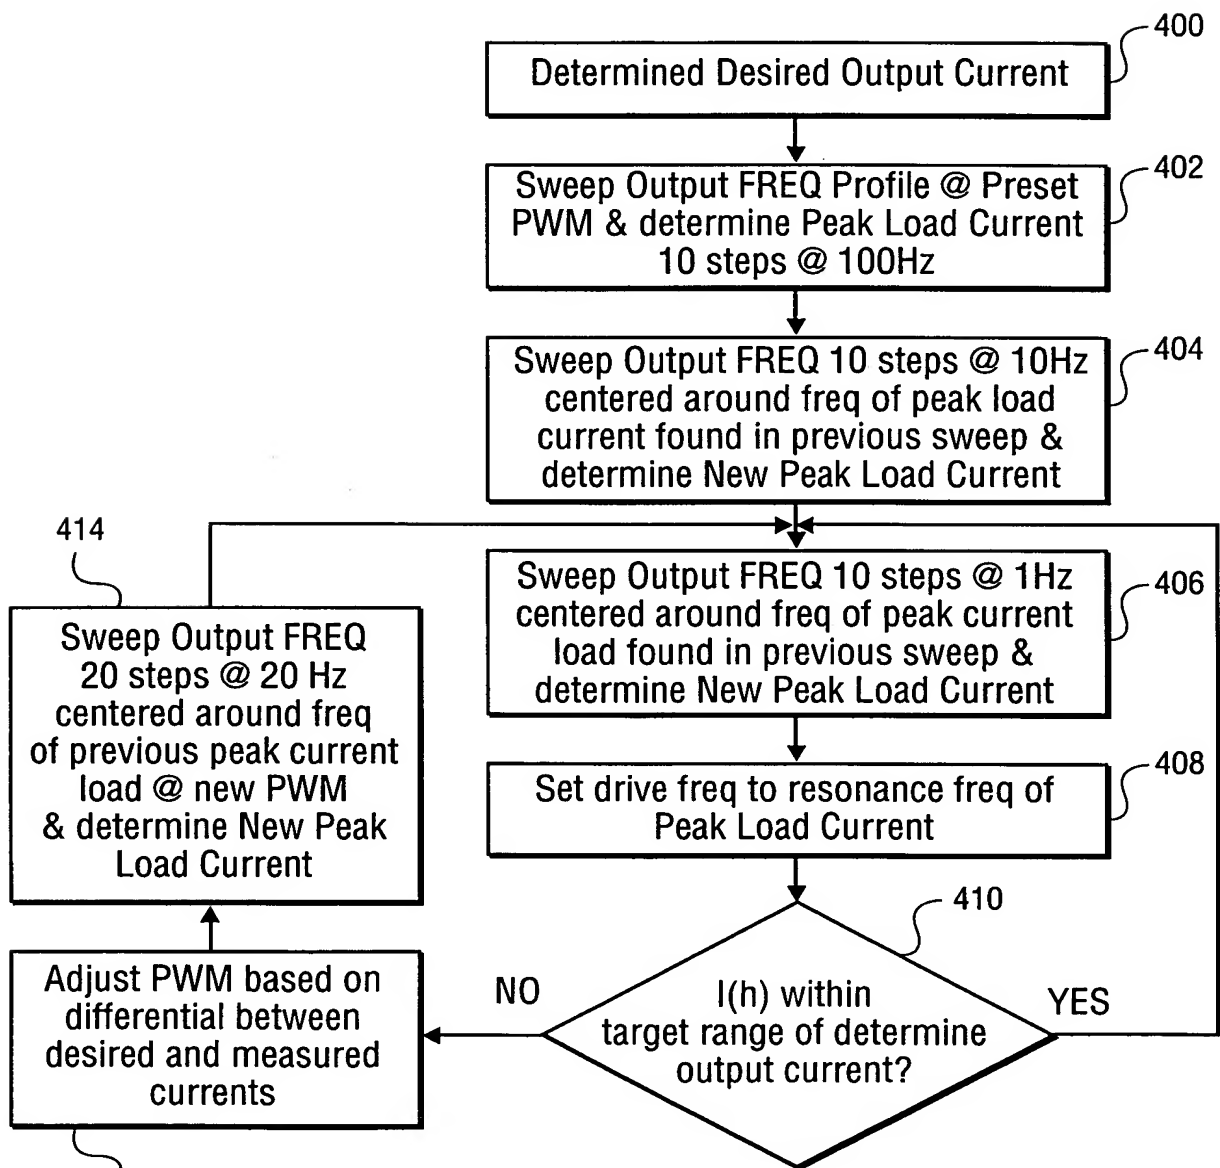 400
Determined Desired Output Current
402
Sweep Output FREQ Profile @ Preset
PWM & determine Peak Load Current
10 steps @ 100Hz
404
Sweep Output FREQ 10 steps @ 10Hz
centered around freq of peak load
current found in previous sweep &
determine New Peak Load Current
406
Sweep Output FREQ 10 steps @ 1Hz
centered around freq of peak current
load found in previous sweep &
determine New Peak Load Current
408
Set drive freq to resonance freq of
Peak Load Current
410
I(h) within
target range of determine
output current?
YES
NO
Adjust PWM based on
differential between
desired and measured
currents
414
Sweep Output FREQ
20 steps @ 20 Hz
centered around freq
of previous peak current
load @ new PWM
& determine New Peak
Load Current